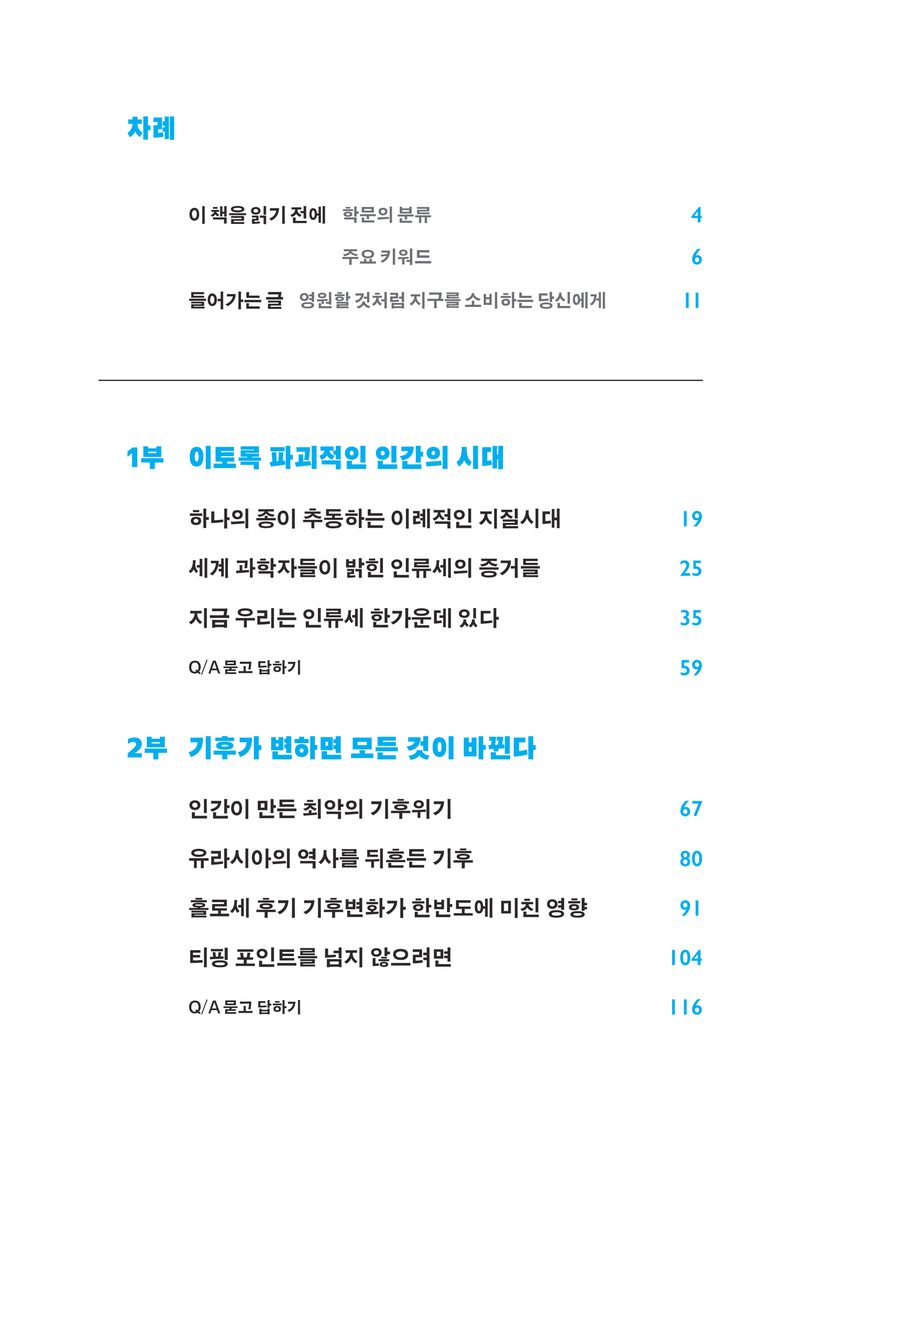 차례
이 책을 읽기 전에 학문의 분류 4
주요 키워드 6
들어가는 글 영원할 것처럼 지구를 소비하는 당신에게 11
1부 이토록 파괴적인 인간의 시대
하나의 종이 추동하는 이례적인 지질시대 19
세계 과학자들이 밝힌 인류세의 증거들 25
지금 우리는 인류세 한가운데 있다 35
Q/A 묻고 답하기 59
2부 기후가 변하면 모든 것이 바뀐다
인간이 만든 최악의 기후위기 67
유라시아의 역사를 뒤흔든 기후 80
홀로세 후기 기후변화가 한반도에 미친 영향 91
티핑 포인트를 넘지 않으려면 104
Q/A 묻고 답하기 116